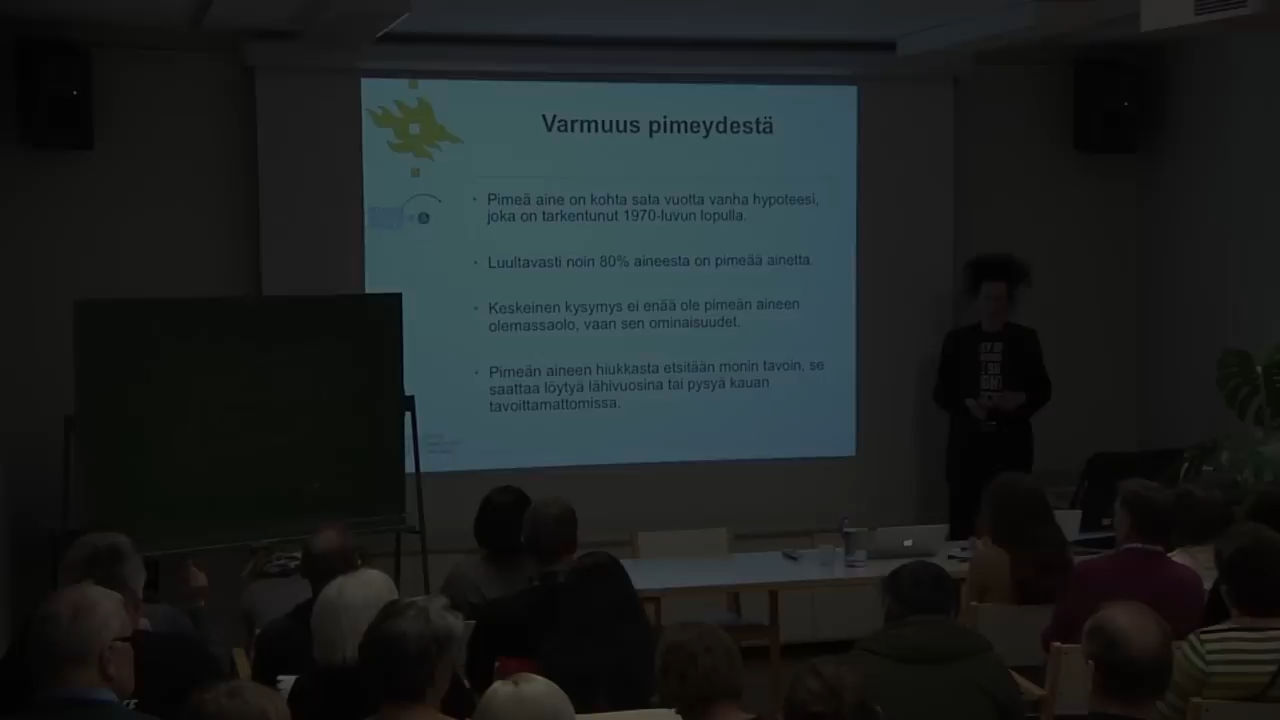 Varmuus pimeydestä
• Pimeä aine on kohta sata vuotta vanha hypoteesi,
joka on tarkentunut 1970-luvun lopulla.
• Luultavasti noin 80% aineesta on pimeää ainetta.
• Keskeinen kysymys ei enää ole pimeän aineen
olemassaolo, vaan sen ominaisuudet.
• Pimeän aineen hiukkasta etsitään monin tavoin, se
saattaa löytyä lähivuosina tai pysyä kauan
tavoittamattomissa.